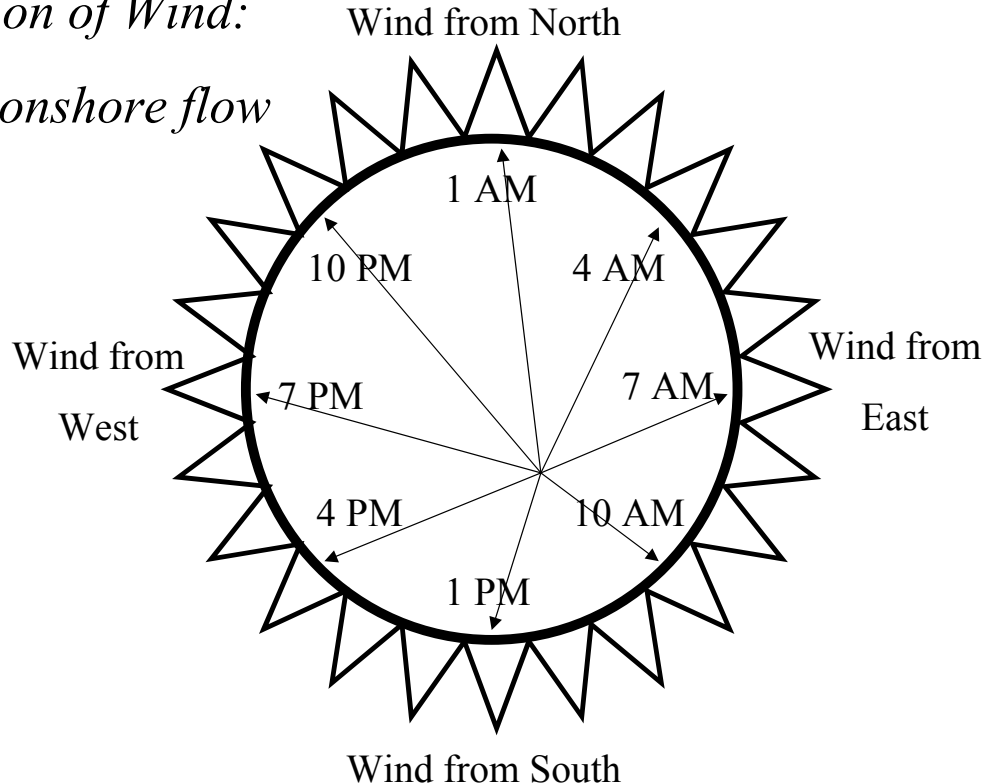 on of Wind:
Wind from North
onshore flow
1 AM
10 PM
4 AM
Wind from
West
7 PM
7 AM
Wind from
East
4 PM
10 AM
1 PM
Wind from South